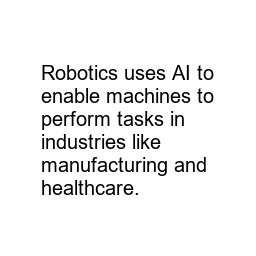 Robotics uses AI to
enable machines to
perform tasks in
industries like
manufacturing and
healthcare.